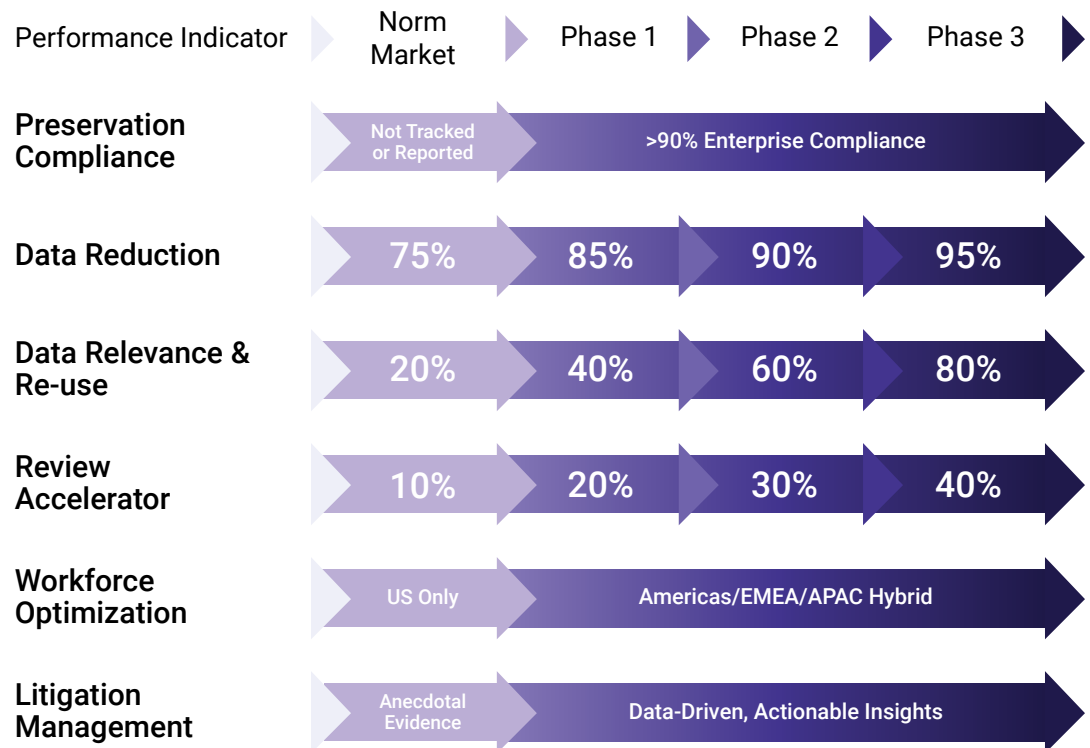 Performance Indicator
Norm
Market
Phase 1
Phase 2
Phase 3
Preservation
Compliance
Not Tracked
or Reported
>90% Enterprise Compliance
Data Reduction
75%
85%
90%
95%
Data Relevance &
Re-use
20%
40%
60%
80%
Review
Accelerator
10%
20%
30%
40%
Workforce
Optimization
US Only
Americas/EMEA/APAC Hybrid
Litigation
Management
Anecdotal
Evidence
Data-Driven, Actionable Insights